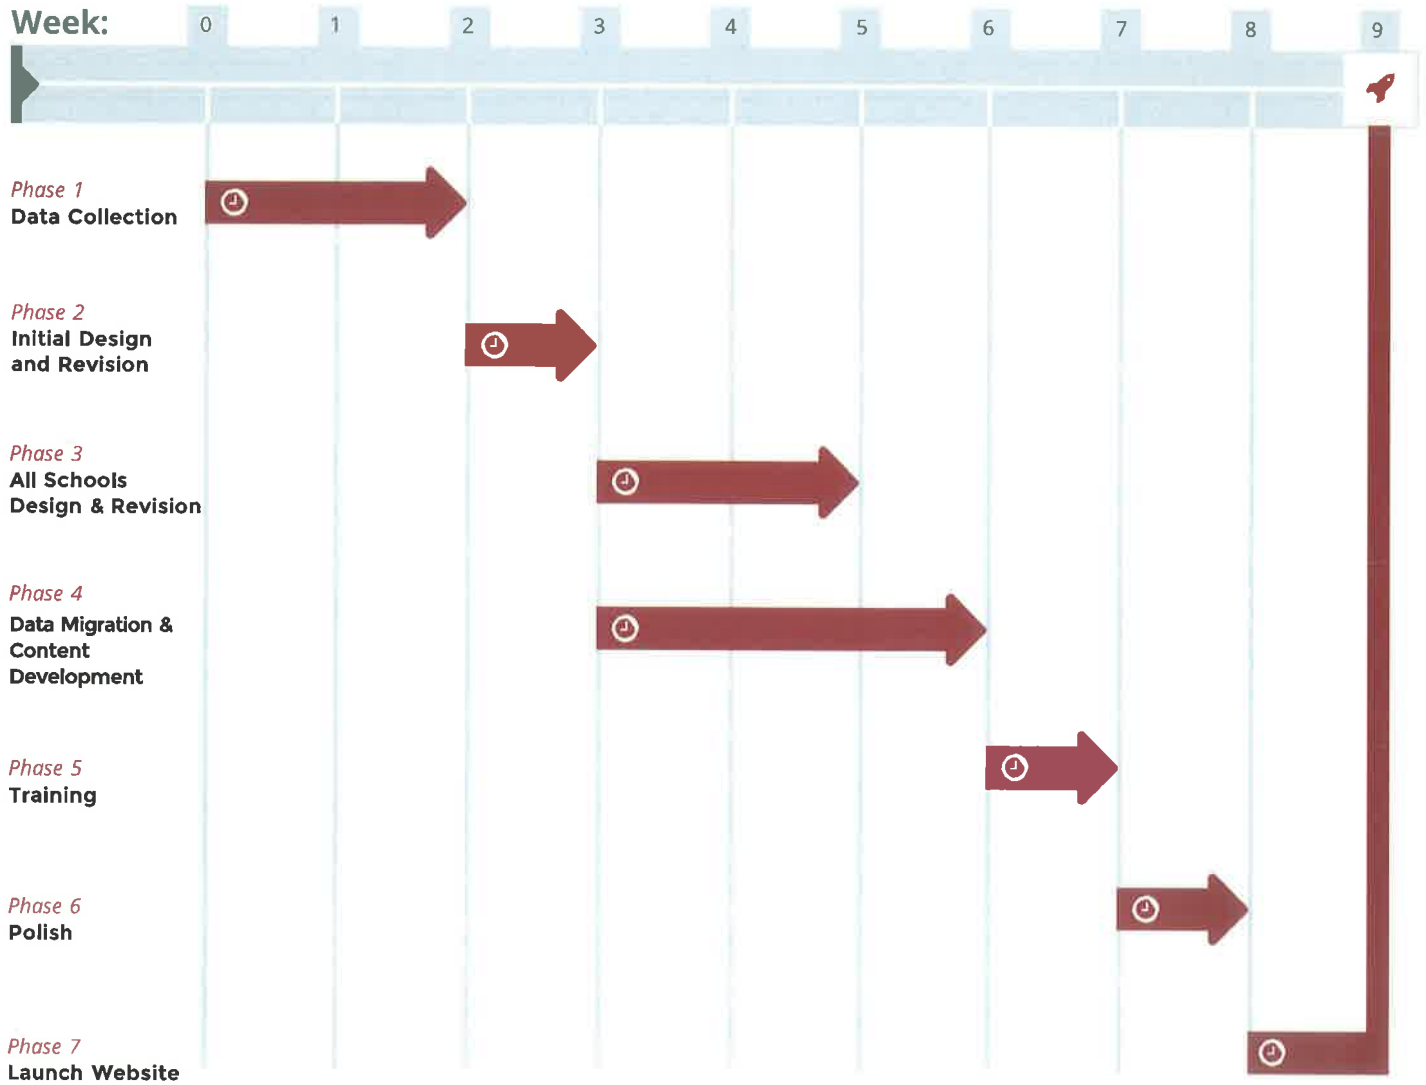 Week: 0 1 2 3 4 5 6 7 8 9
Phase 1
Data Collection
Phase 2
Initial Design
and Revision
Phase 3
All Schools
Design & Revision
Phase 4
Data Migration &
Content
Development
Phase 5
Training
Phase 6
Polish
Phase 7
Launch Website